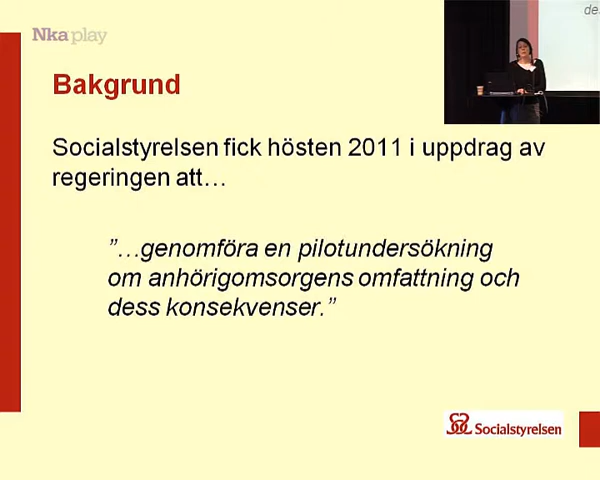 Nka play
de
Bakgrund
Socialstyrelsen fick hösten 2011 i uppdrag av
regeringen att…
”…genomföra en pilotundersökning
om anhörigomsorgens omfattning och
dess konsekvenser.”
Socialstyrelsen